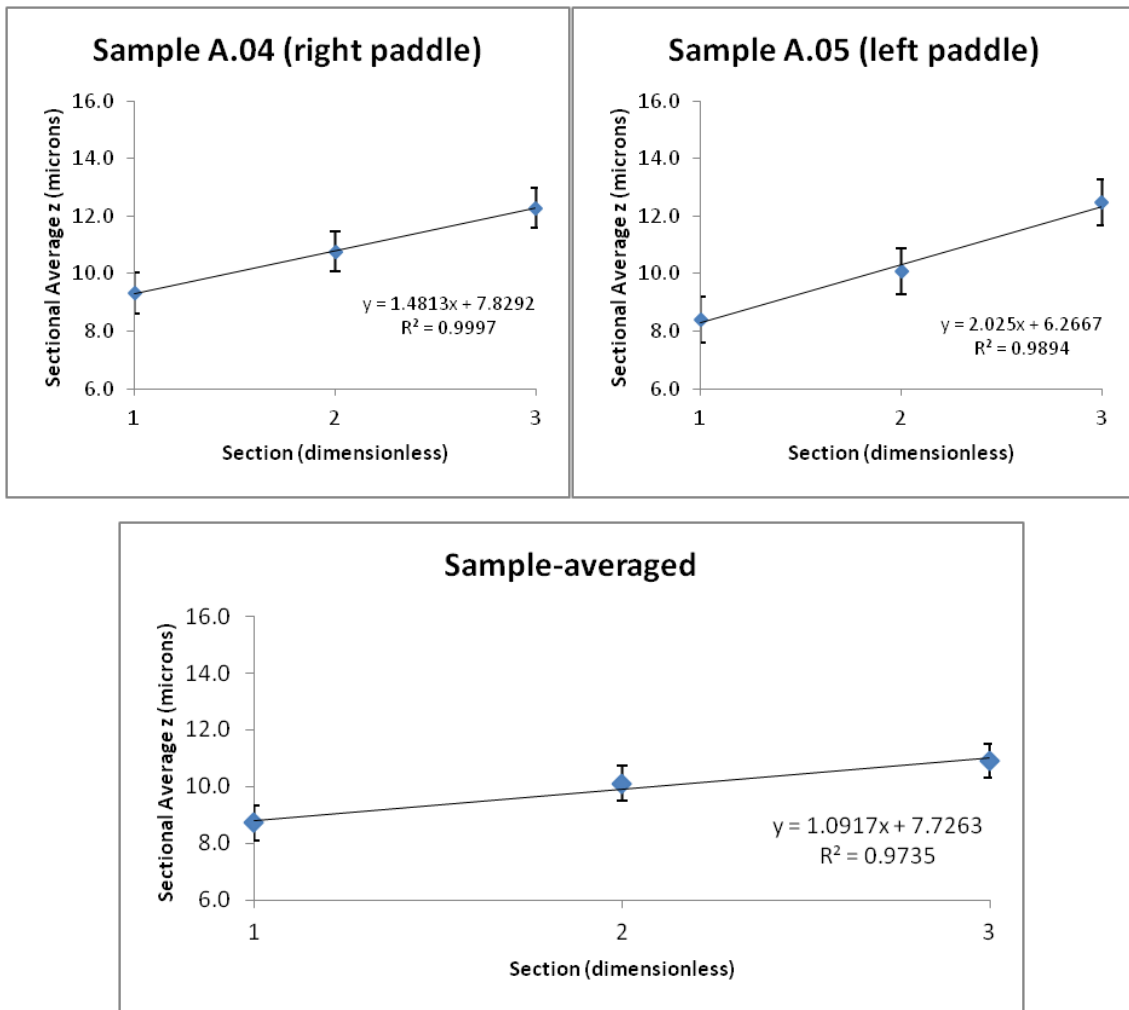 Sample A.04 (right paddle)
Sectional Average z (microns)
16.0
14.0
12.0
10.0
8.0
6.0
y = 1.4813x + 7.8292
R² = 0.9997
1 2 3
Section (dimensionless)
Sample A.05 (left paddle)
Sectional Average z (microns)
16.0
14.0
12.0
10.0
8.0
6.0
y = 2.025x + 6.2667
R² = 0.9894
1 2 3
Section (dimensionless)
Sample-averaged
Sectional Average z (microns)
16.0
14.0
12.0
10.0
8.0
6.0
y = 1.0917x + 7.7263
R² = 0.9735
1 2 3
Section (dimensionless)